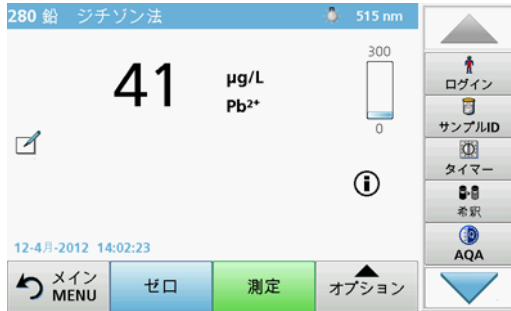 280 鉛 ジチゾン法
515 nm
300
41
µg/L
Pb²⁺
0
12-4月-2012 14:02:23
メイン
MENU
ゼロ
測定
オプション
ログイン
サンプルID
タイマー
希釈
AQA